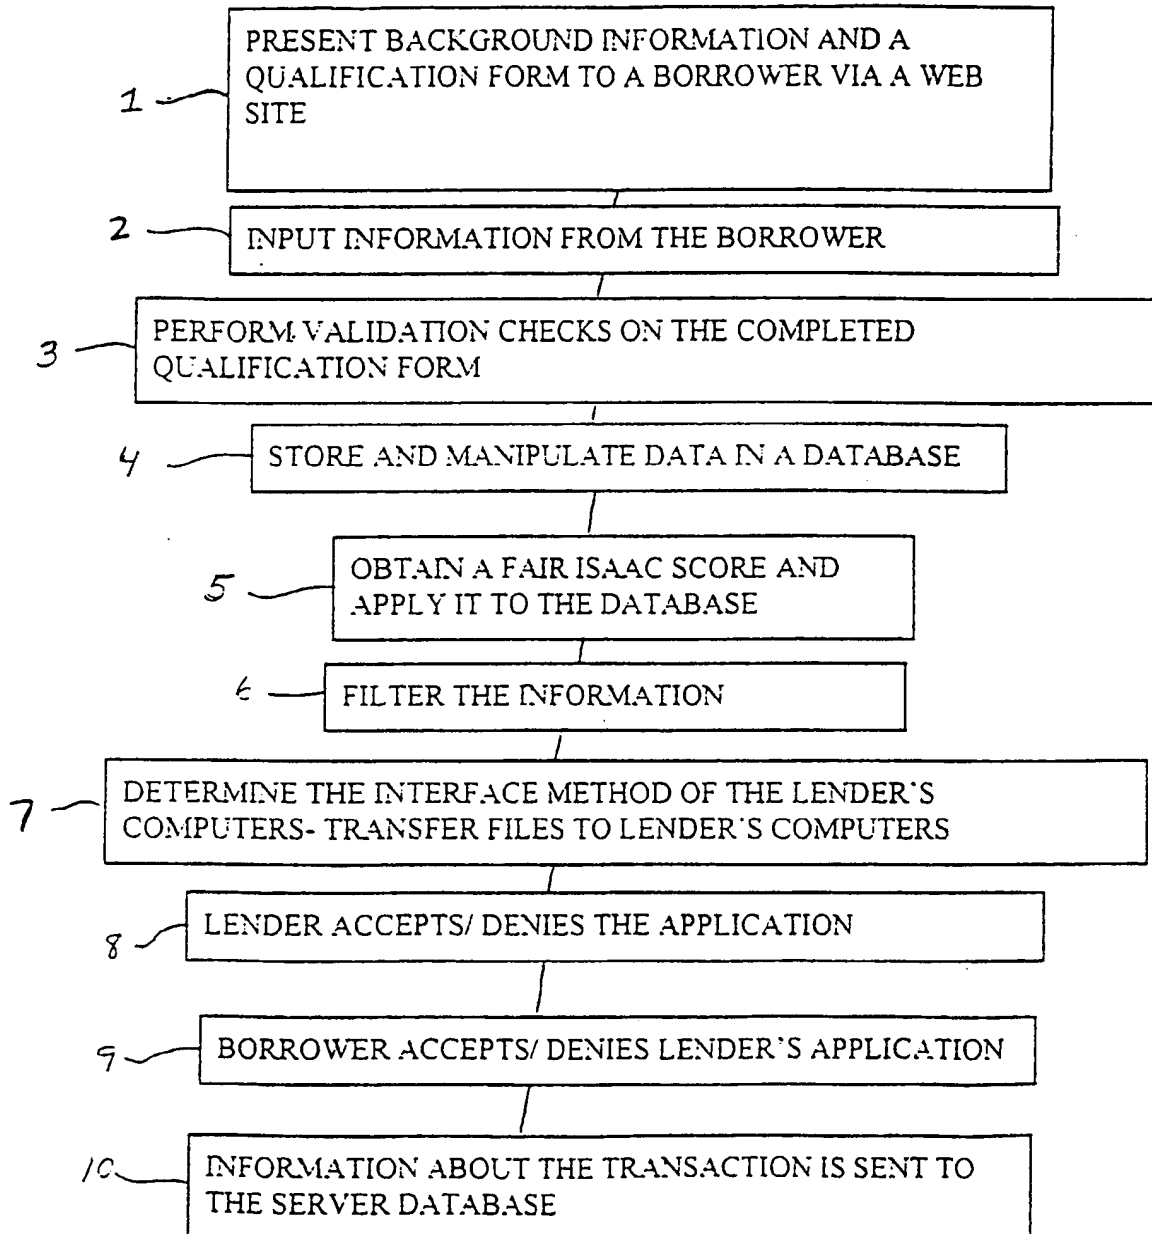 PRESENT BACKGROUND INFORMATION AND A
QUALIFICATION FORM TO A BORROWER VIA A WEB
SITE
1
2
INPUT INFORMATION FROM THE BORROWER
PERFORM VALIDATION CHECKS ON THE COMPLETED
QUALIFICATION FORM
3
4
STORE AND MANIPULATE DATA IN A DATABASE
OBTAIN A FAIR ISAAC SCORE AND
APPLY IT TO THE DATABASE
5
6
FILTER THE INFORMATION
DETERMINE THE INTERFACE METHOD OF THE LENDER'S
COMPUTERS- TRANSFER FILES TO LENDER'S COMPUTERS
7
LENDER ACCEPTS/ DENIES THE APPLICATION
8
BORROWER ACCEPTS/ DENIES LENDER'S APPLICATION
9
10
INFORMATION ABOUT THE TRANSACTION IS SENT TO
THE SERVER DATABASE